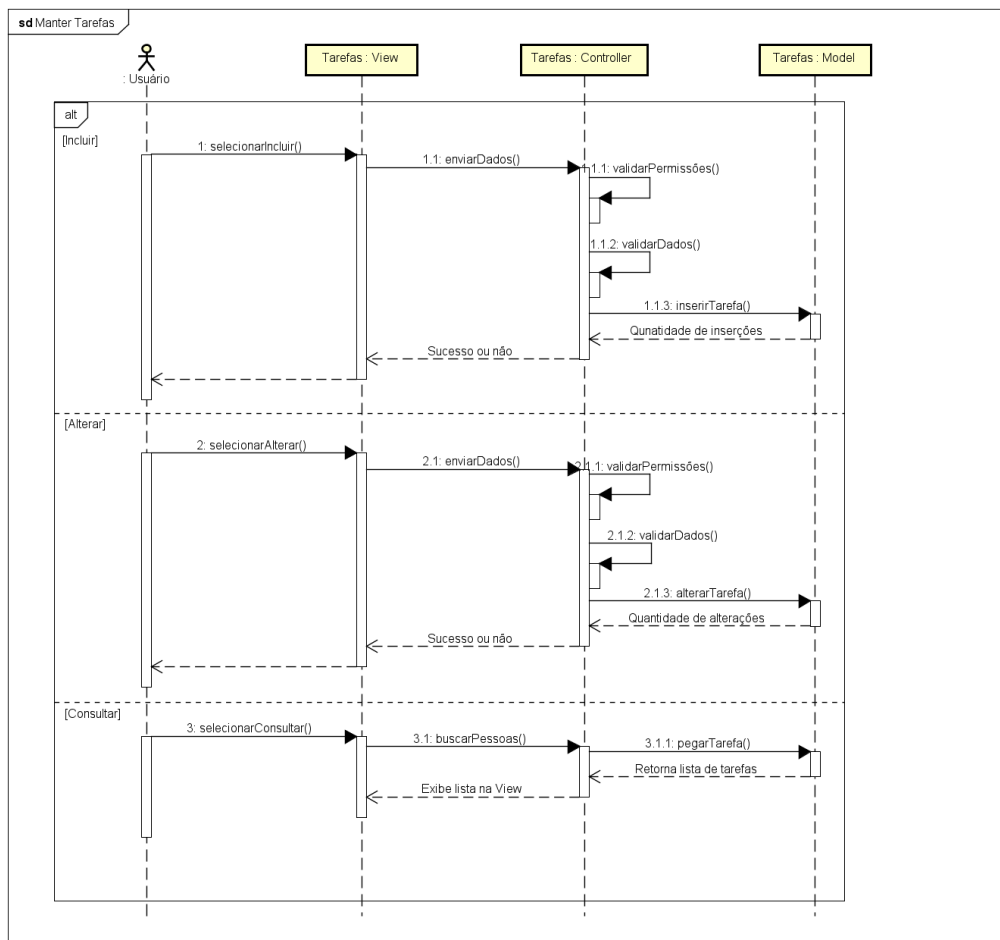 sd Manter Tarefas
: Usuário
Tarefas : View
Tarefas : Controller
Tarefas : Model
alt
[Incluir]
1: selecionarIncluir()
1.1: enviarDados()
1.1: validarPermissões()
1.1.2: validarDados()
1.1.3: inserirTarefa()
Qunatidade de inserções
Sucesso ou não
[Alterar]
2: selecionarAlterar()
2.1: enviarDados()
2.1.1: validarPermissões()
2.1.2: validarDados()
2.1.3: alterarTarefa()
Quantidade de alterações
Sucesso ou não
[Consultar]
3: selecionarConsultar()
3.1: buscarPessoas()
3.1.1: pegarTarefa()
Retorna lista de tarefas
Exibe lista na View